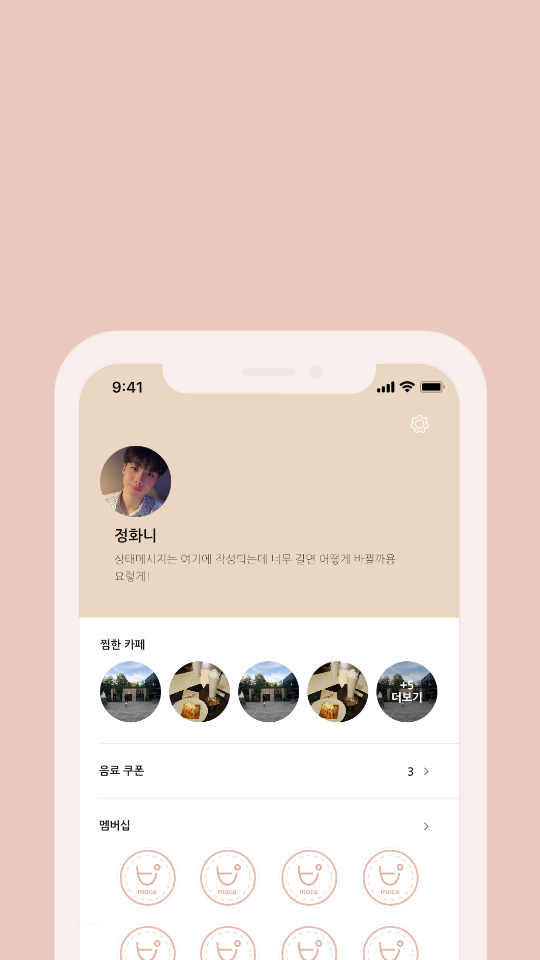 9:41
정화니
상태메시지는 여기에 작성되는데 너무 길면 어떻게 바뀔까용
요렇게!
찜한 카페
+5
더보기
음료 쿠폰 3
멤버십
moca moca moca moca